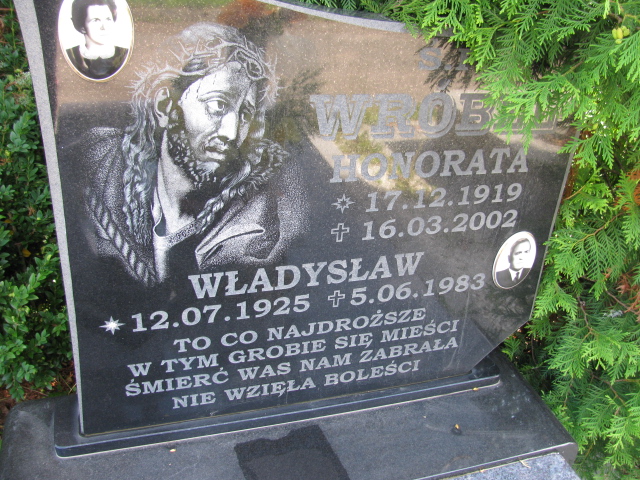 Ś
WRÓBEL
HONORATA
17.12.1919
✝ 16.03.2002
WŁADYSŁAW
12.07.1925 ✝ 5.06.1983
TO CO NAJDROŻSZE
W TYM GROBIE SIĘ MIEŚCI
ŚMIERĆ WAS NAM ZABRAŁA
NIE WZIĘŁA BOLEŚCI